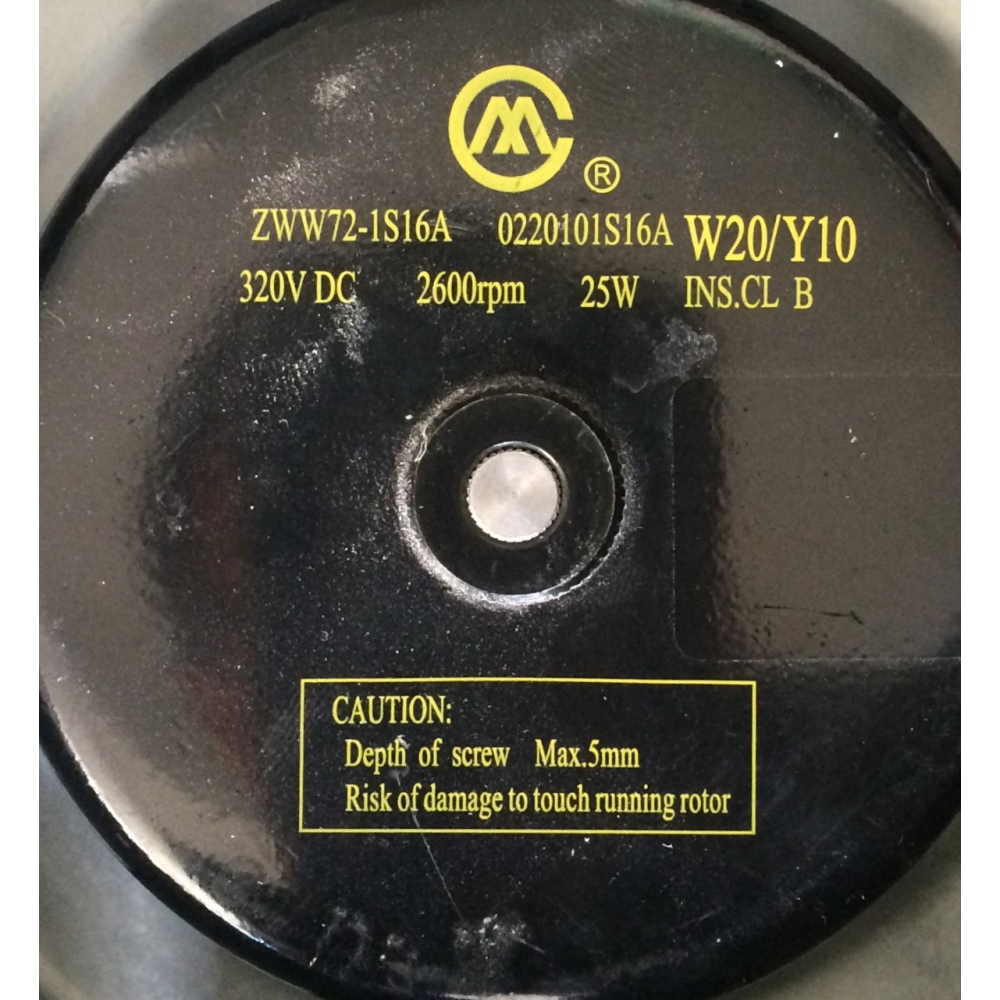 ®
ZWW72-1S16A 0220101S16A W20/Y10
320V DC 2600rpm 25W INS.CL B
CAUTION:
Depth of screw Max.5mm
Risk of damage to touch running rotor